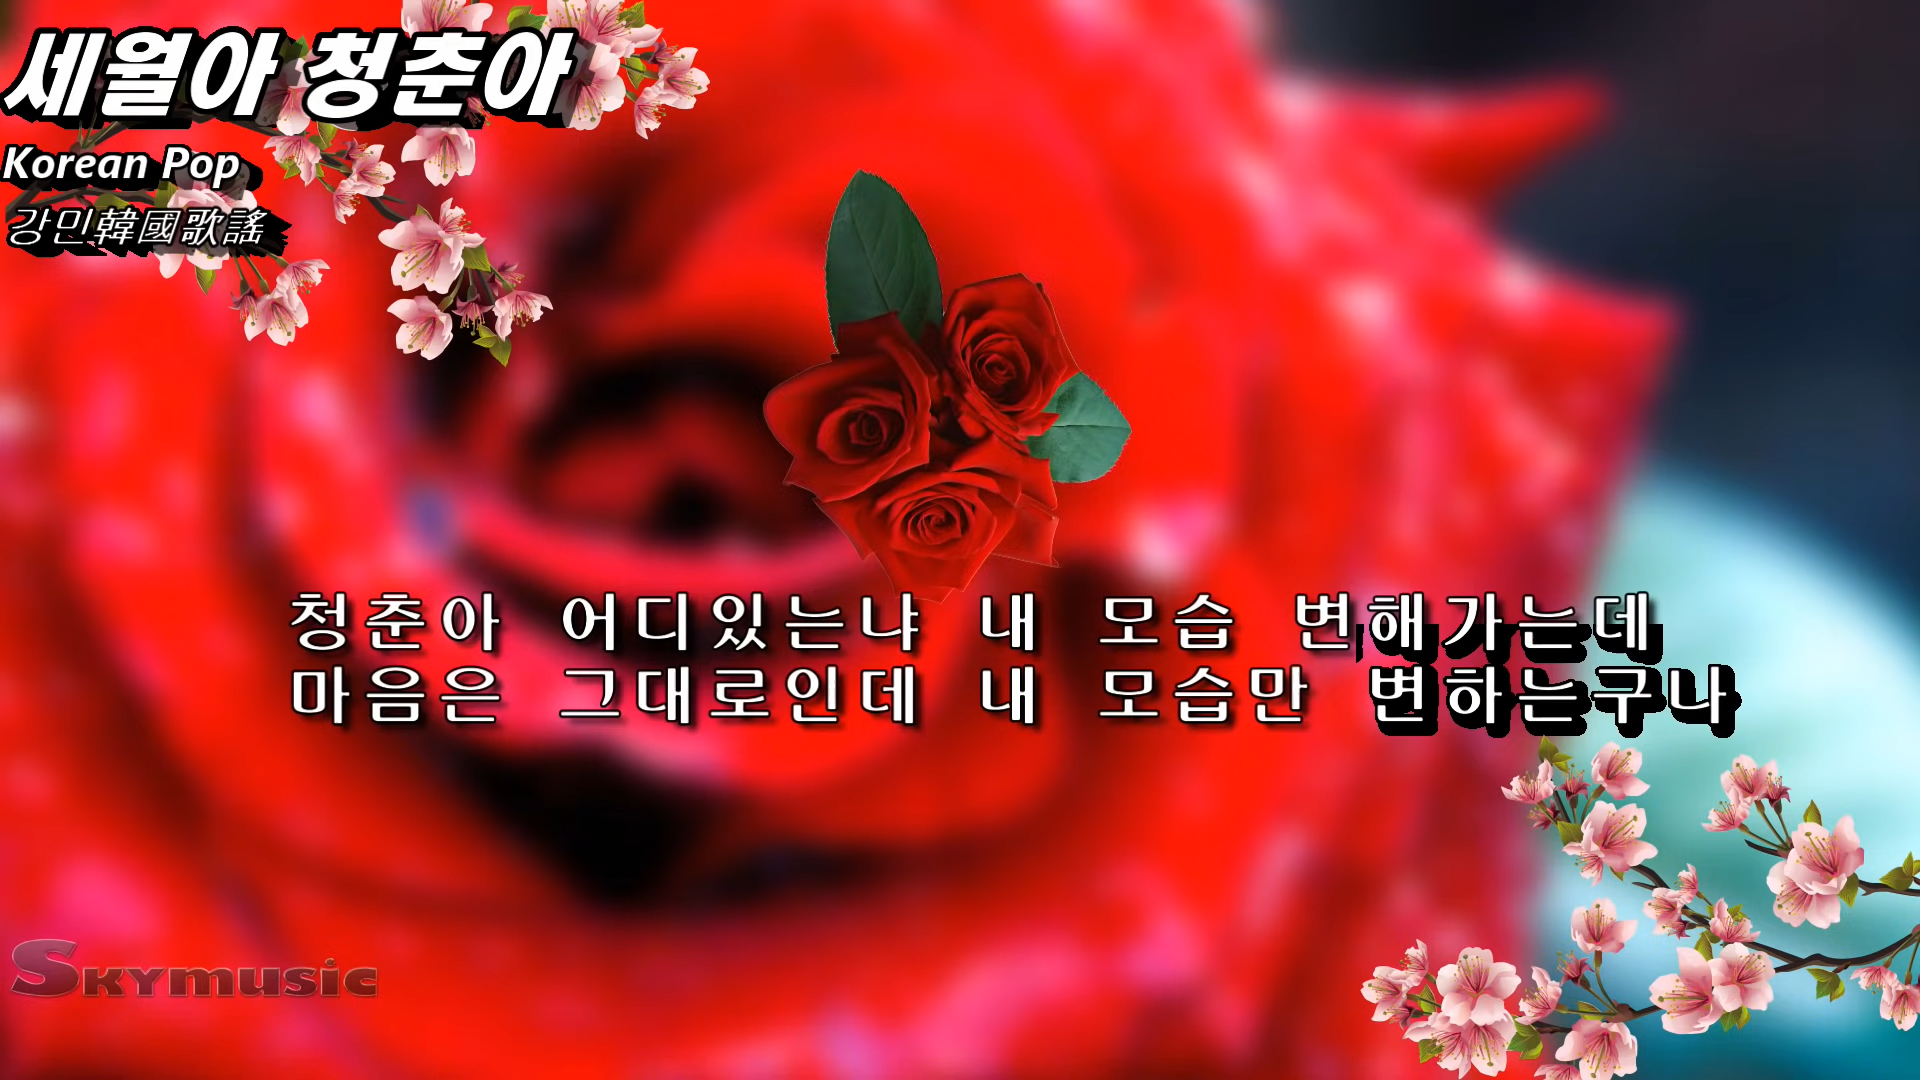 세월아 청춘아
Korean Pop
강민韓國歌謠
청춘아 어디있는냐 내 모습 변해가는데
마음은 그대로인데 내 모습만 변하는구나
Skymusic